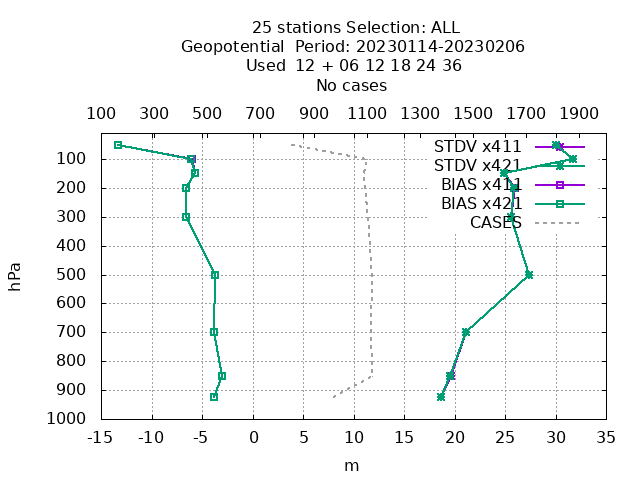 25 stations Selection: ALL
Geopotential  Period: 20230114-20230206
Used  12 + 06 12 18 24 36
No cases
100 300 500 700 900 1100 1300 1500 1700 1900
STDV x411
STDV x421
BIAS x411
BIAS x421
CASES
100
200
300
400
500
600
700
800
900
1000
hPa
-15 -10 -5 0 5 10 15 20 25 30 35
m